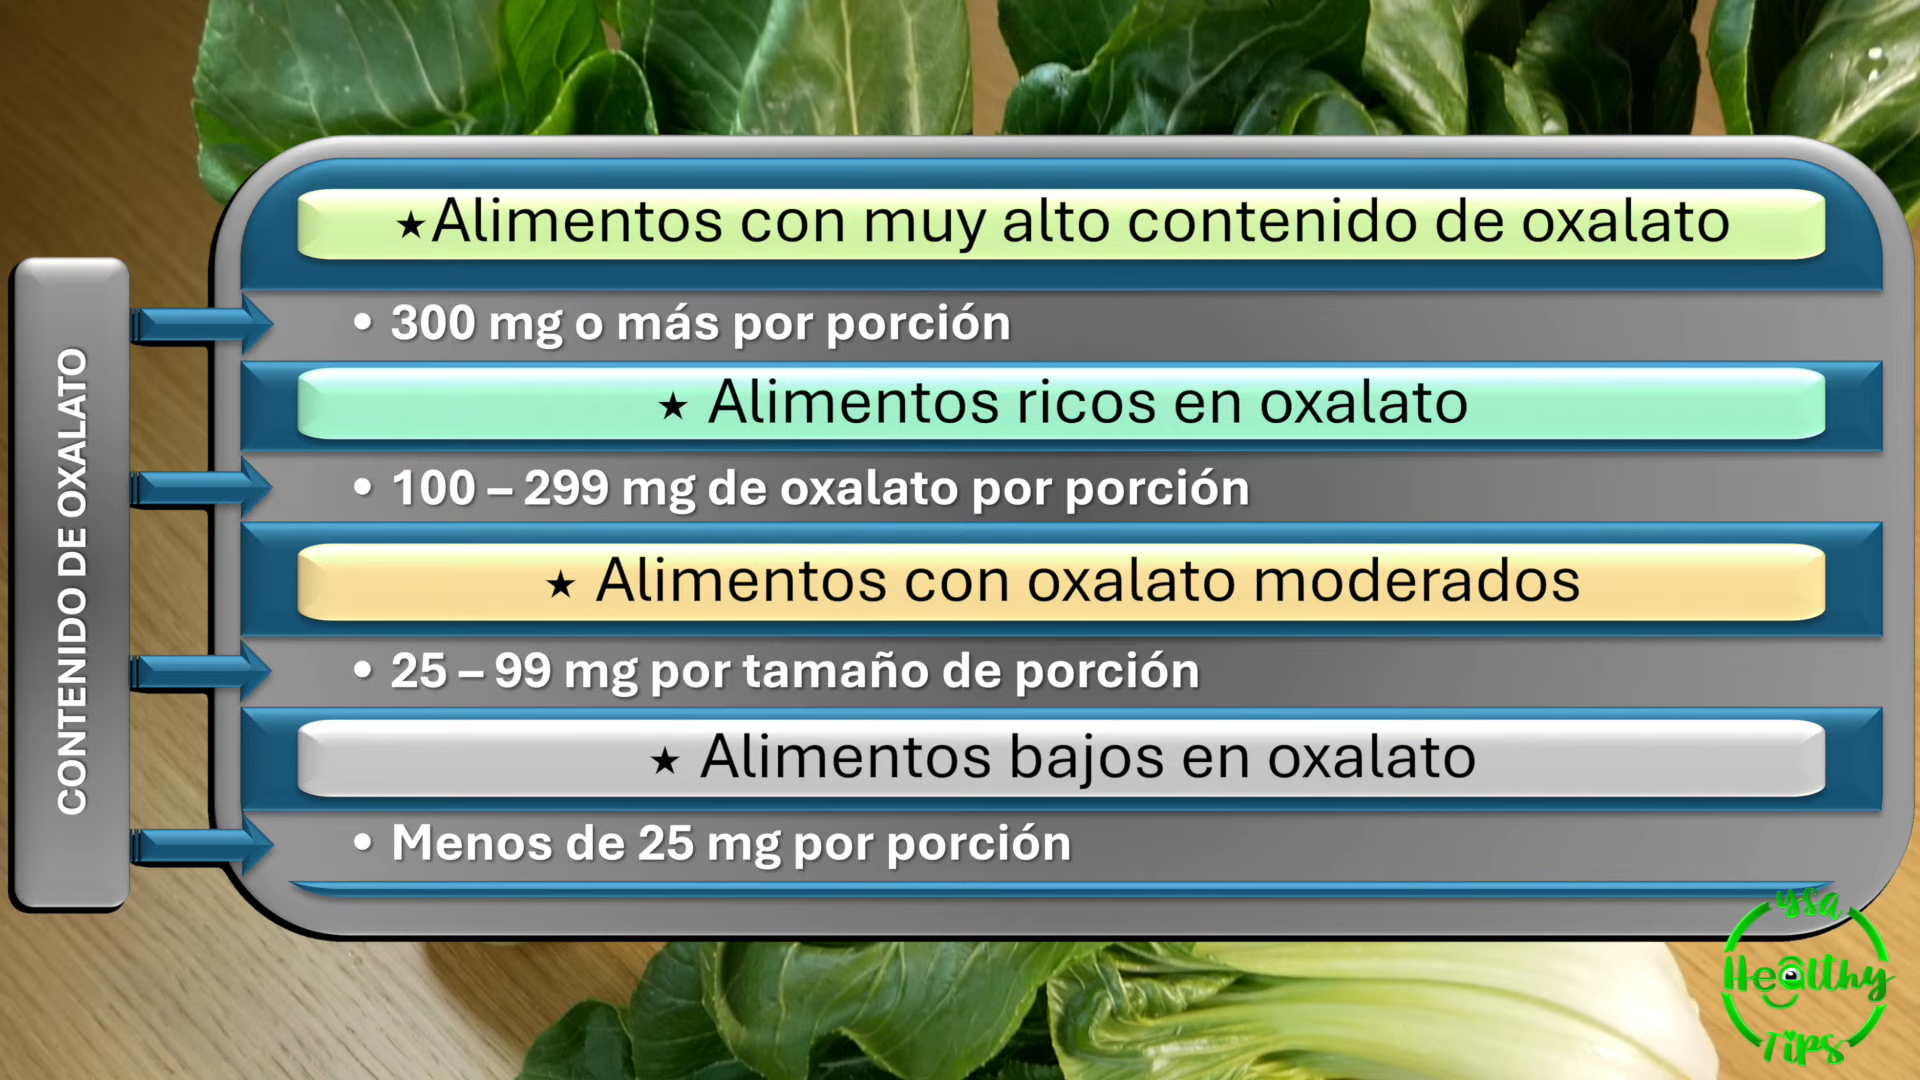 ★Alimentos con muy alto contenido de oxalato
• 300 mg o más por porción
★ Alimentos ricos en oxalato
• 100 – 299 mg de oxalato por porción
★ Alimentos con oxalato moderados
• 25 – 99 mg por tamaño de porción
★ Alimentos bajos en oxalato
• Menos de 25 mg por porción
CONTENIDO DE OXALATO
ysa
Healthy
Tips